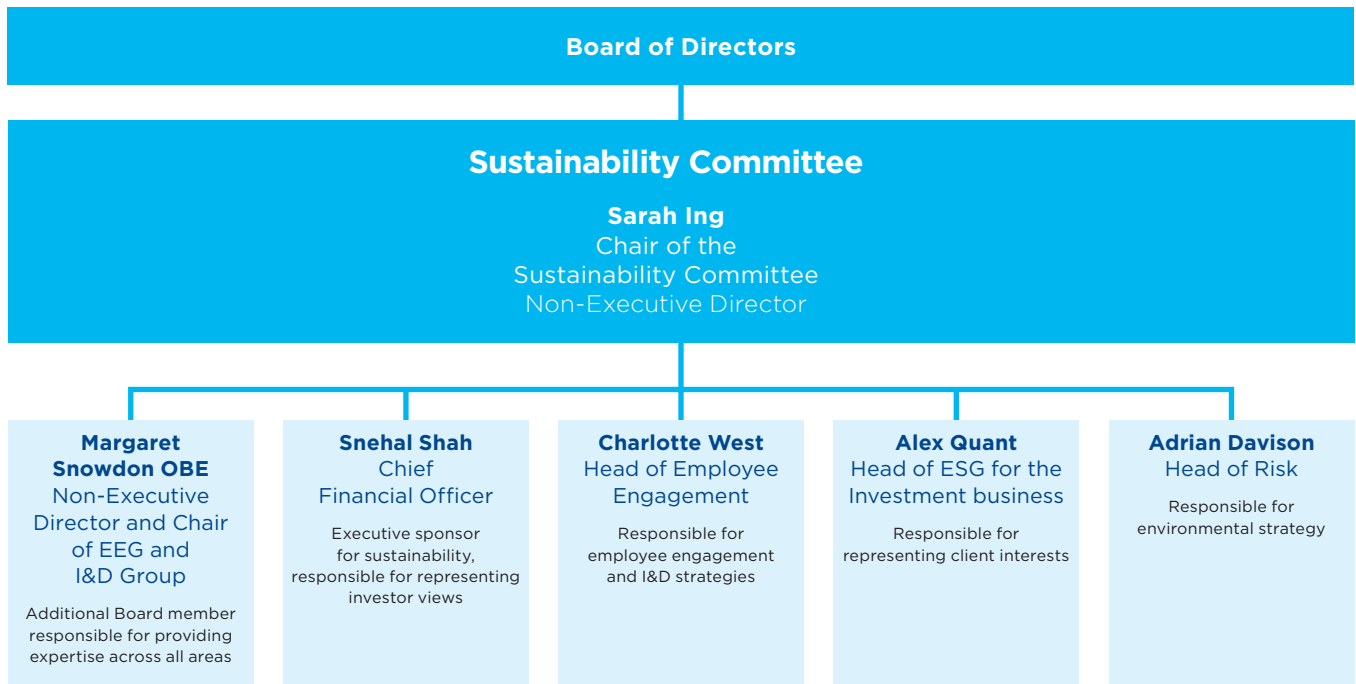 Board of Directors
Sustainability Committee
Sarah Ing
Chair of the
Sustainability Committee
Non-Executive Director
Margaret
Snowdon OBE
Non-Executive
Director and Chair
of EEG and
I&D Group
Additional Board member
responsible for providing
expertise across all areas
Snehal Shah
Chief
Financial Officer
Executive sponsor
for sustainability,
responsible for representing
investor views
Charlotte West
Head of Employee
Engagement
Responsible for
employee engagement
and I&D strategies
Alex Quant
Head of ESG for the
Investment business
Responsible for
representing client interests
Adrian Davison
Head of Risk
Responsible for
environmental strategy